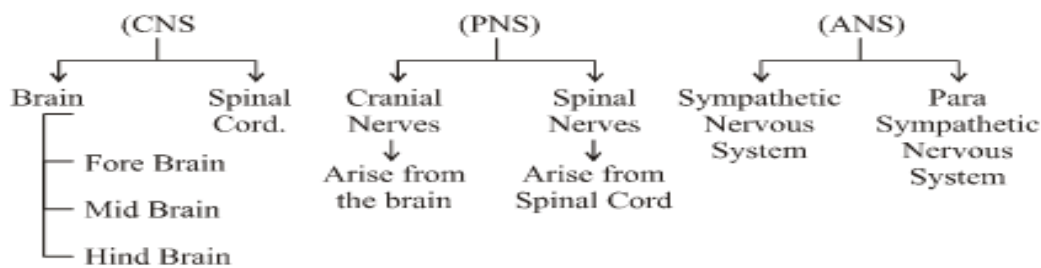 (CNS
Brain
Spinal
Cord.
Fore Brain
Mid Brain
Hind Brain
(PNS)
Cranial
Nerves
Arise from
the brain
Spinal
Nerves
Arise from
Spinal Cord
(ANS)
Sympathetic
Nervous
System
Para
Sympathetic
Nervous
System